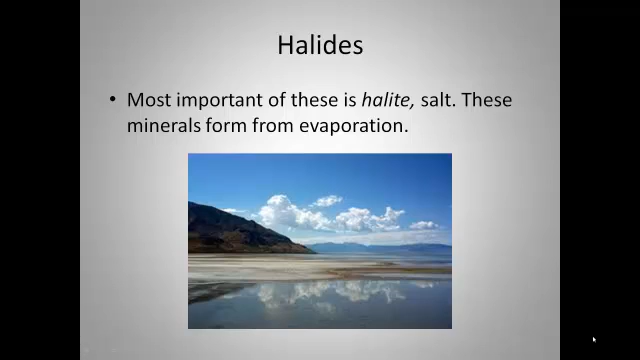 Halides
• Most important of these is halite, salt. These
minerals form from evaporation.